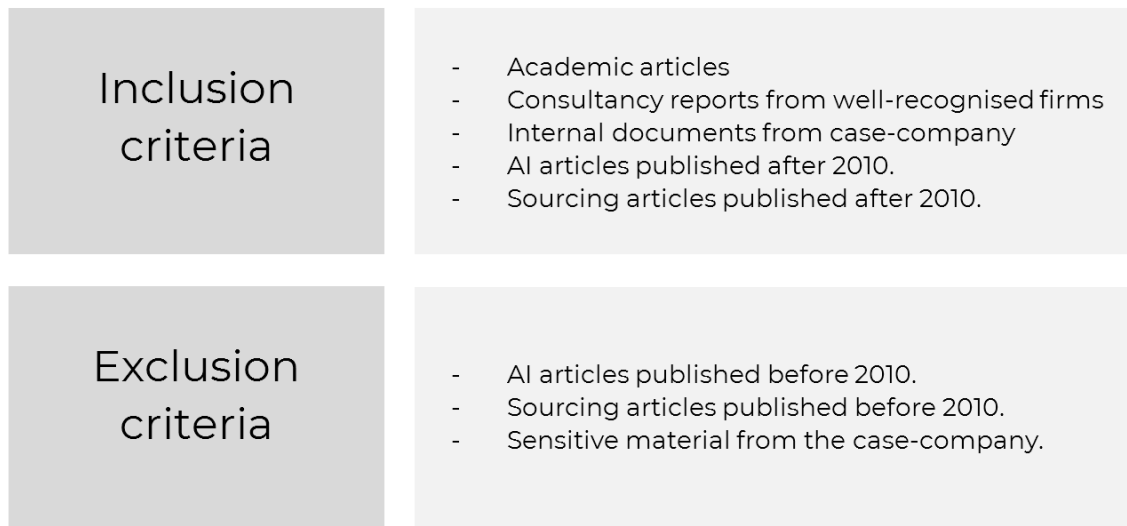 Inclusion
criteria
- Academic articles
- Consultancy reports from well-recognised firms
- Internal documents from case-company
- AI articles published after 2010.
- Sourcing articles published after 2010.
Exclusion
criteria
- AI articles published before 2010.
- Sourcing articles published before 2010.
- Sensitive material from the case-company.